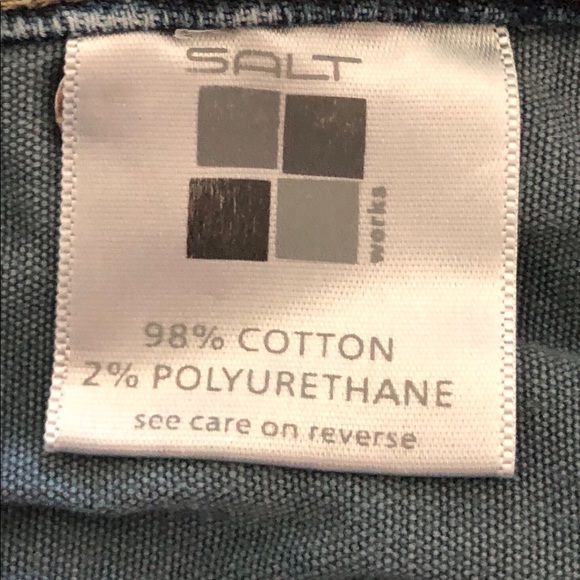 SALT
works
98% COTTON
2% POLYURETHANE
see care on reverse